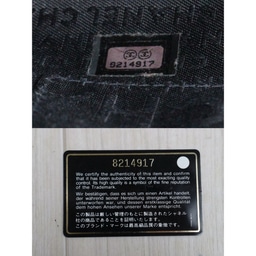 8214917
8214917
We certify the authenticity of this item and confirm
that it has been subjected to the most exacting quality
control. Its quality is a symbol of the fine reputation
of the Trademark.
Wir bestätigen, dass es sich um einen Artikel handelt,
der während seiner Herstellung strengsten Kontrollen
unterworfen war, und dessen erstklassige Qualität
dem hohen Ansehen unserer Marke entspricht.
この製品は厳しい管理のもとに製造されたシャネル
社の商品であることを証明します。
このブランド・マークは最高級品質の意味です。